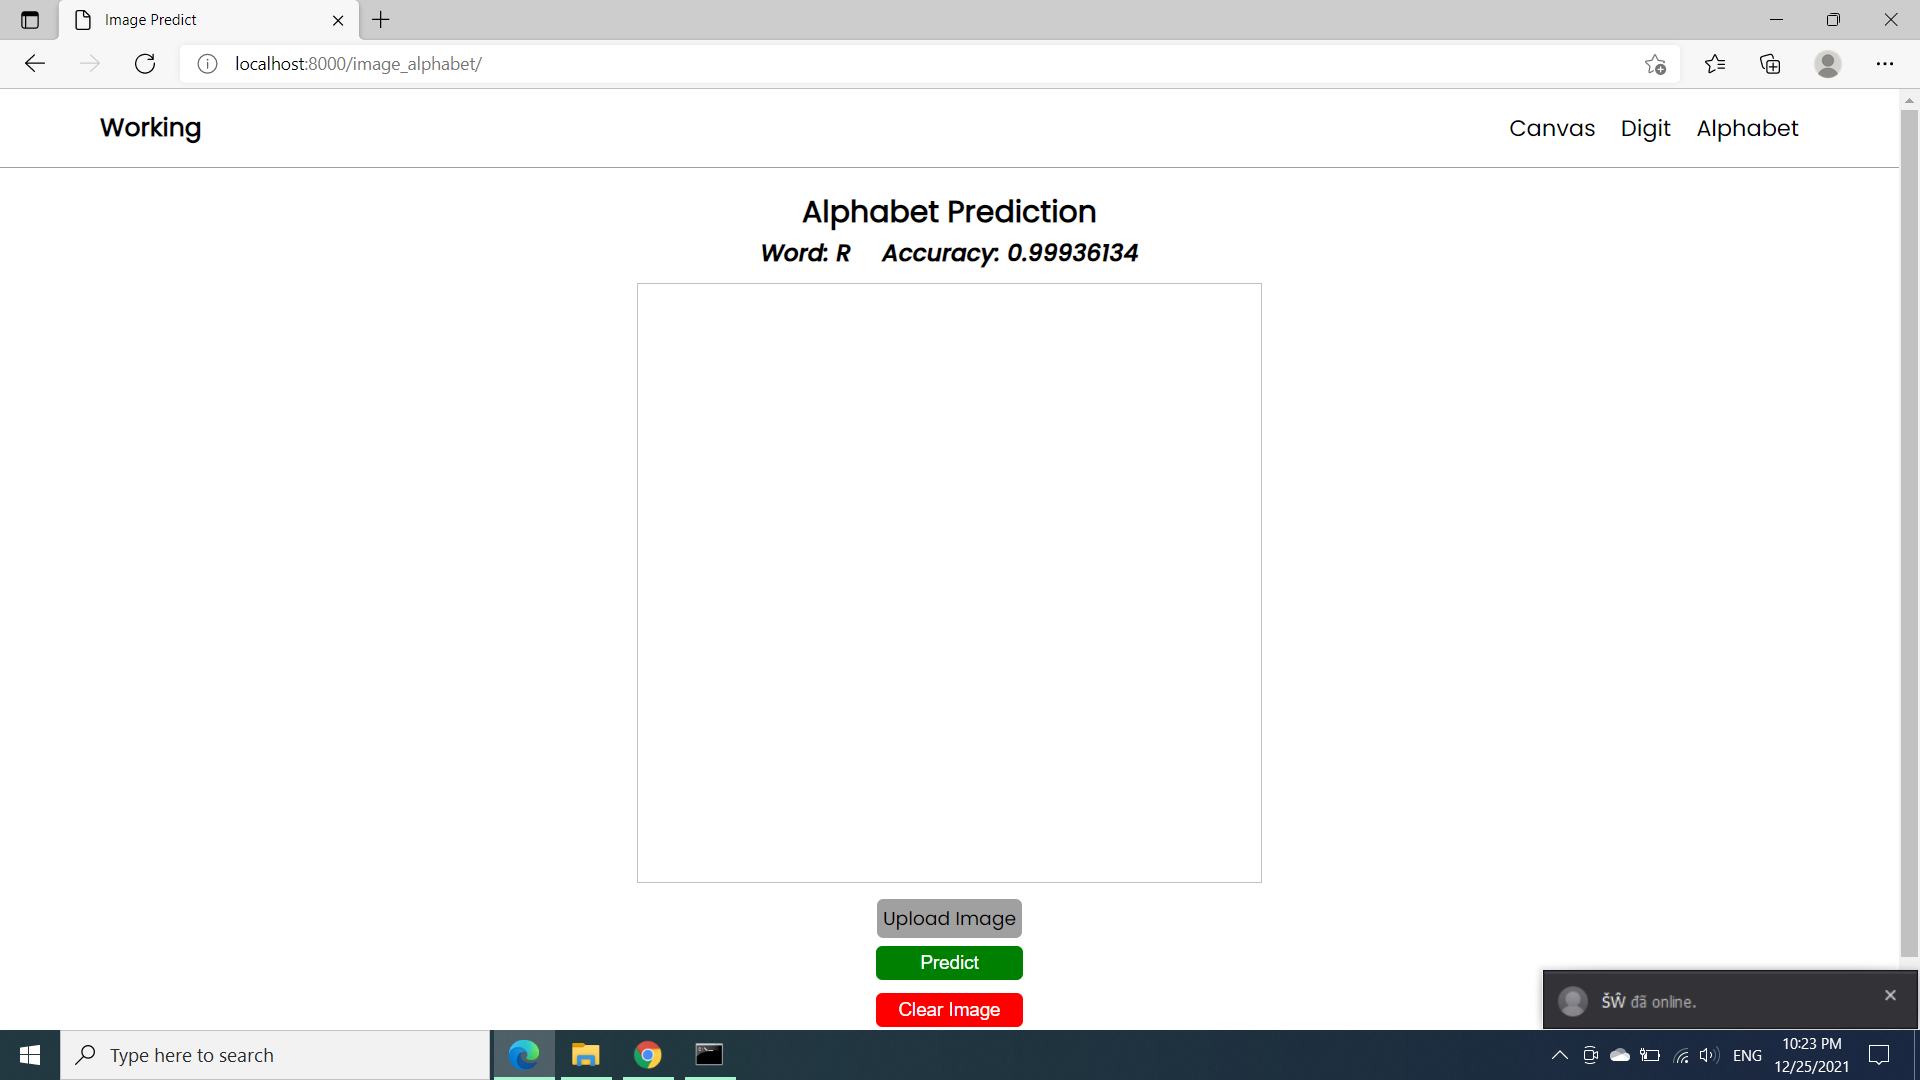 Image Predict
localhost:8000/image_alphabet/
Working
Canvas Digit Alphabet
Alphabet Prediction
Word: R Accuracy: 0.99936134
Upload Image
Predict
Clear Image
ŠŴ đã online.
Type here to search
ENG
10:23 PM
12/25/2021